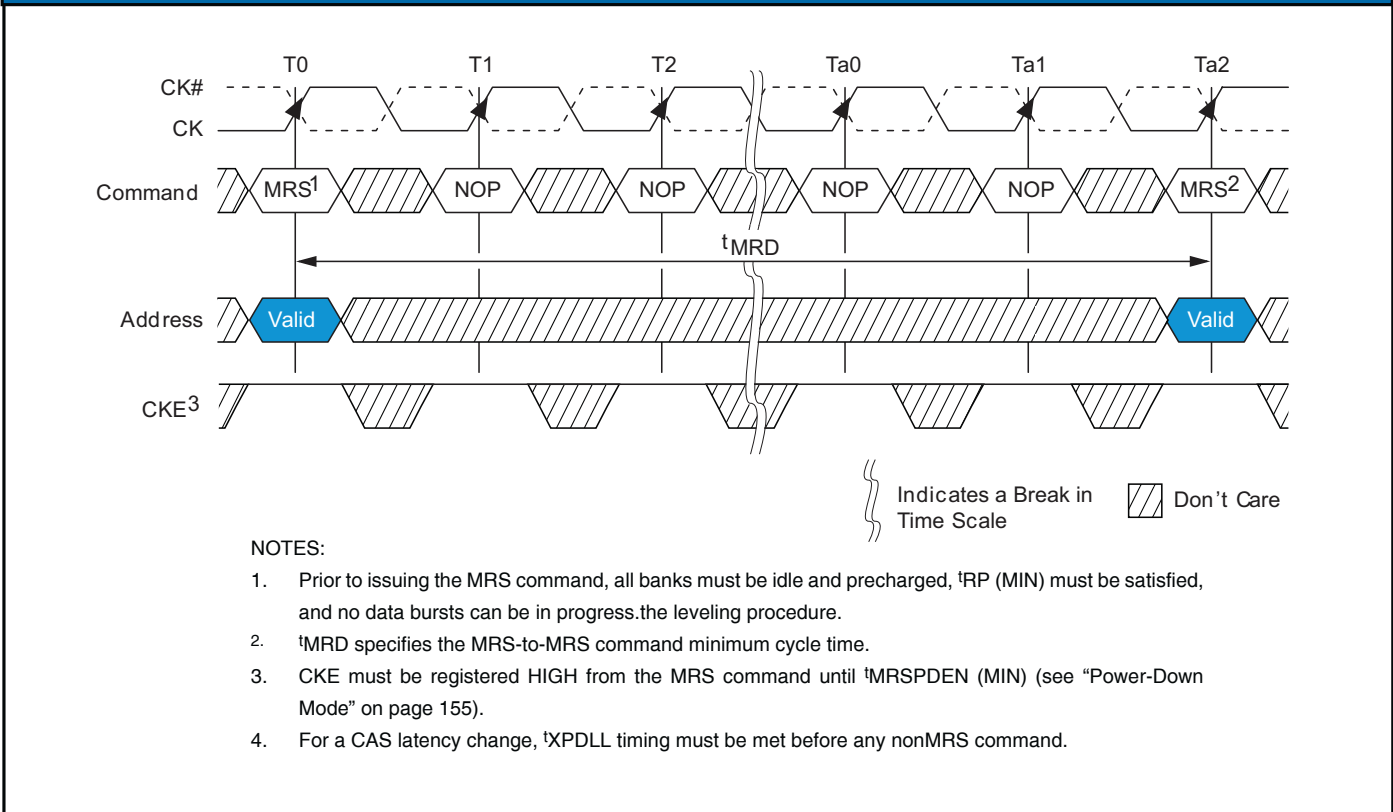 T0 T1 T2 Ta0 Ta1 Ta2
CK#
CK
Command MRS1 NOP NOP NOP NOP MRS2
tMRD
Address Valid Valid
CKE3
Indicates a Break in
Time Scale
Don't Care
NOTES:
1. Prior to issuing the MRS command, all banks must be idle and precharged, tRP (MIN) must be satisfied,
and no data bursts can be in progress.the leveling procedure.
2. tMRD specifies the MRS-to-MRS command minimum cycle time.
3. CKE must be registered HIGH from the MRS command until tMRSPDEN (MIN) (see “Power-Down
Mode” on page 155).
4. For a CAS latency change, tXPDLL timing must be met before any nonMRS command.